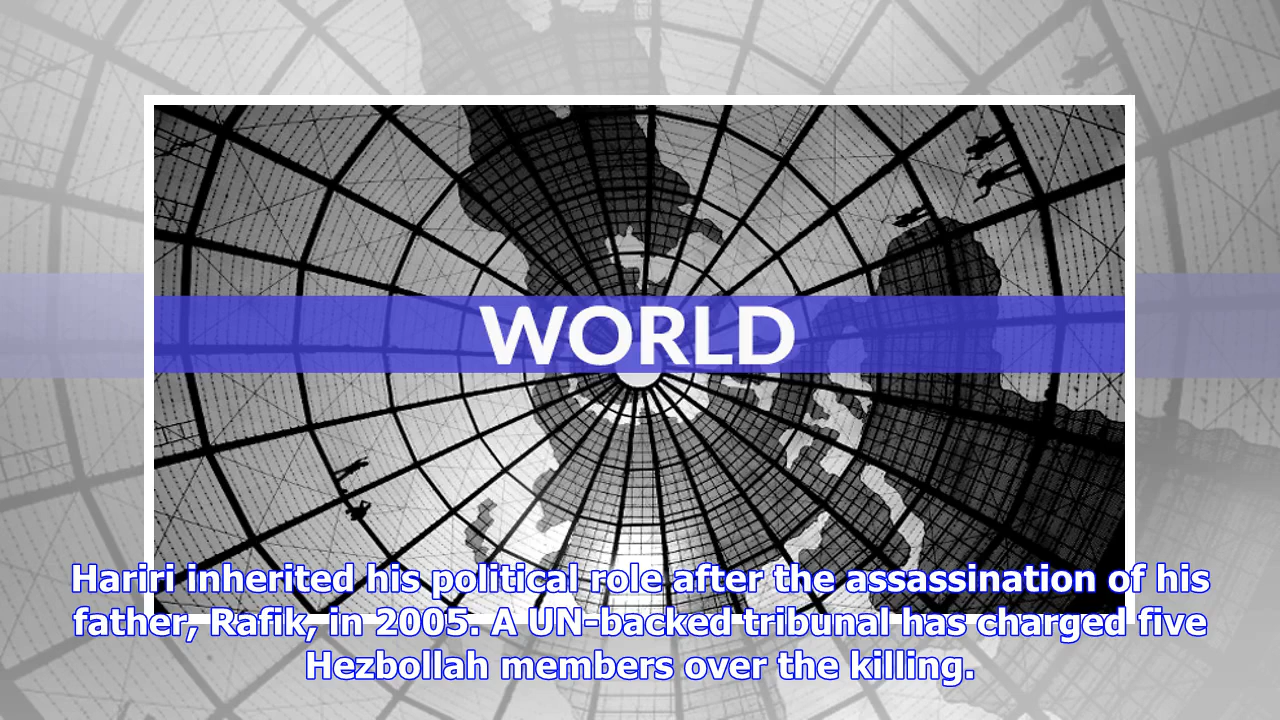 WORLD
Hariri inherited his political role after the assassination of his
father, Rafik, in 2005. A UN-backed tribunal has charged five
Hezbollah members over the killing.